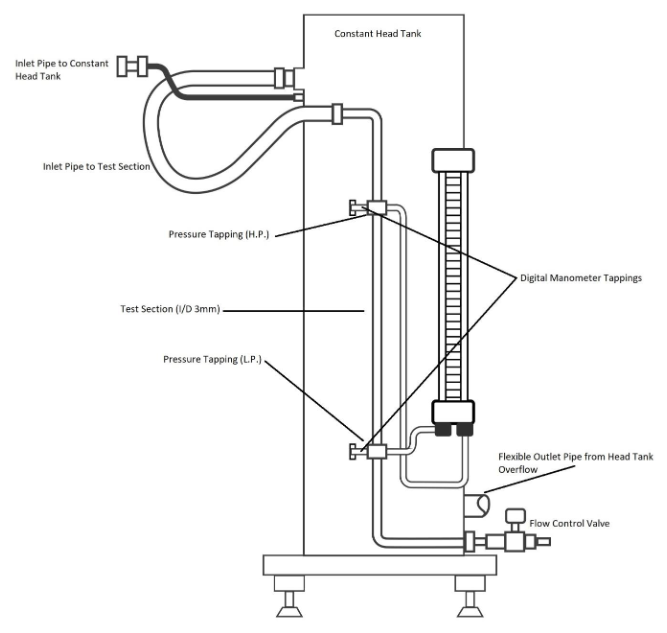 Constant Head Tank
Inlet Pipe to Constant
Head Tank
Inlet Pipe to Test Section
Pressure Tapping (H.P.)
Digital Manometer Tappings
Test Section (I/D 3mm)
Pressure Tapping (L.P.)
Flexible Outlet Pipe from Head Tank
Overflow
Flow Control Valve